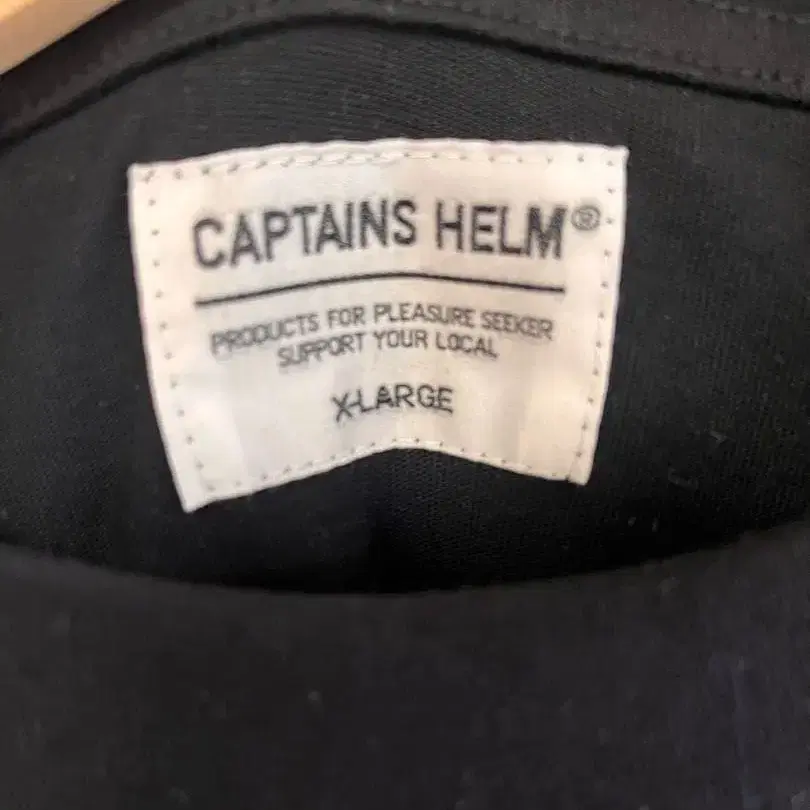 CAPTAINS HELM®
PRODUCTS FOR PLEASURE SEEKER
SUPPORT YOUR LOCAL
X-LARGE